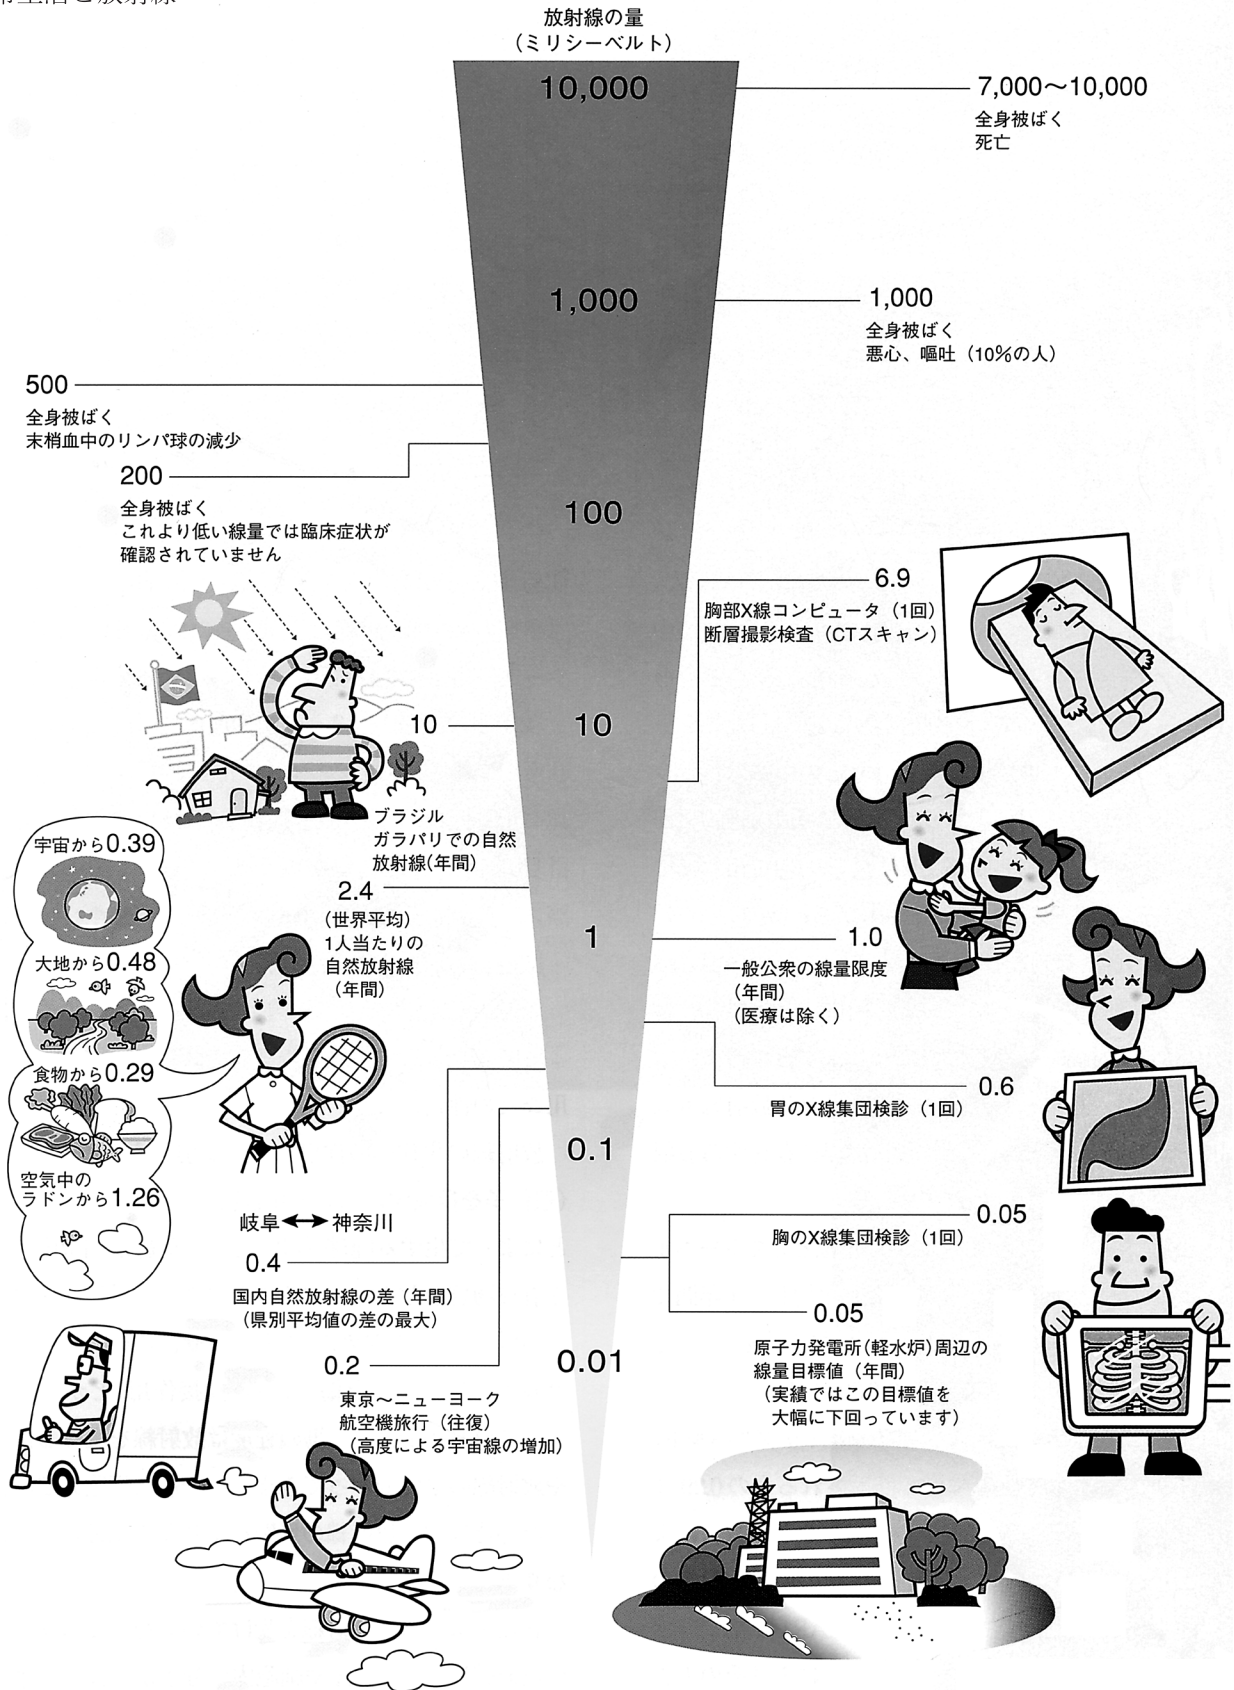 放射線の量
（ミリシーベルト）
10,000
7,000〜10,000
全身被ばく
死亡
1,000
1,000
全身被ばく
悪心、嘔吐（10%の人）
500
全身被ばく
末梢血中のリンパ球の減少
200
全身被ばく
これより低い線量では臨床症状が
確認されていません
100
6.9
胸部X線コンピュータ（1回）
断層撮影検査（CTスキャン）
10
10
ブラジル
ガラパリでの自然
放射線(年間)
2.4
（世界平均）
1人当たりの
自然放射線
（年間）
宇宙から0.39
大地から0.48
食物から0.29
空気中の
ラドンから1.26
1
1.0
一般公衆の線量限度
（年間）
（医療は除く）
0.6
胃のX線集団検診（1回）
0.1
岐阜⟷神奈川
0.4
国内自然放射線の差（年間）
（県別平均値の差の最大）
0.05
胸のX線集団検診（1回）
0.05
原子力発電所(軽水炉)周辺の
線量目標値（年間）
（実績ではこの目標値を
大幅に下回っています）
0.2
東京〜ニューヨーク
航空機旅行（往復）
（高度による宇宙線の増加）
0.01